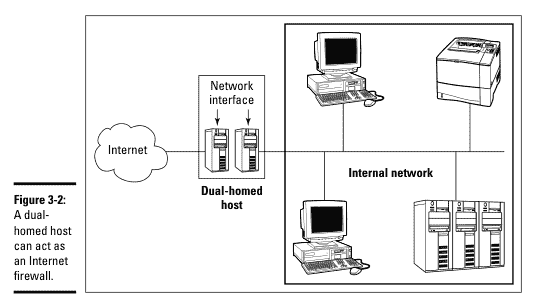 Network
interface
Internet
Dual-homed
host
Internal network
Figure 3-2:
A dual-
homed host
can act as
an Internet
firewall.